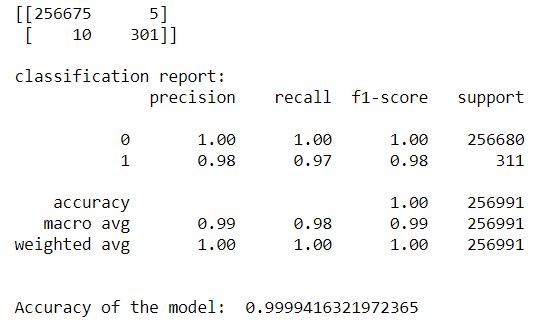 [[256675 5]
[ 10 301]]
classification report:
precision recall f1-score support
0 1.00 1.00 1.00 256680
1 0.98 0.97 0.98 311
accuracy 1.00 256991
macro avg 0.99 0.98 0.99 256991
weighted avg 1.00 1.00 1.00 256991
Accuracy of the model: 0.9999416321972365